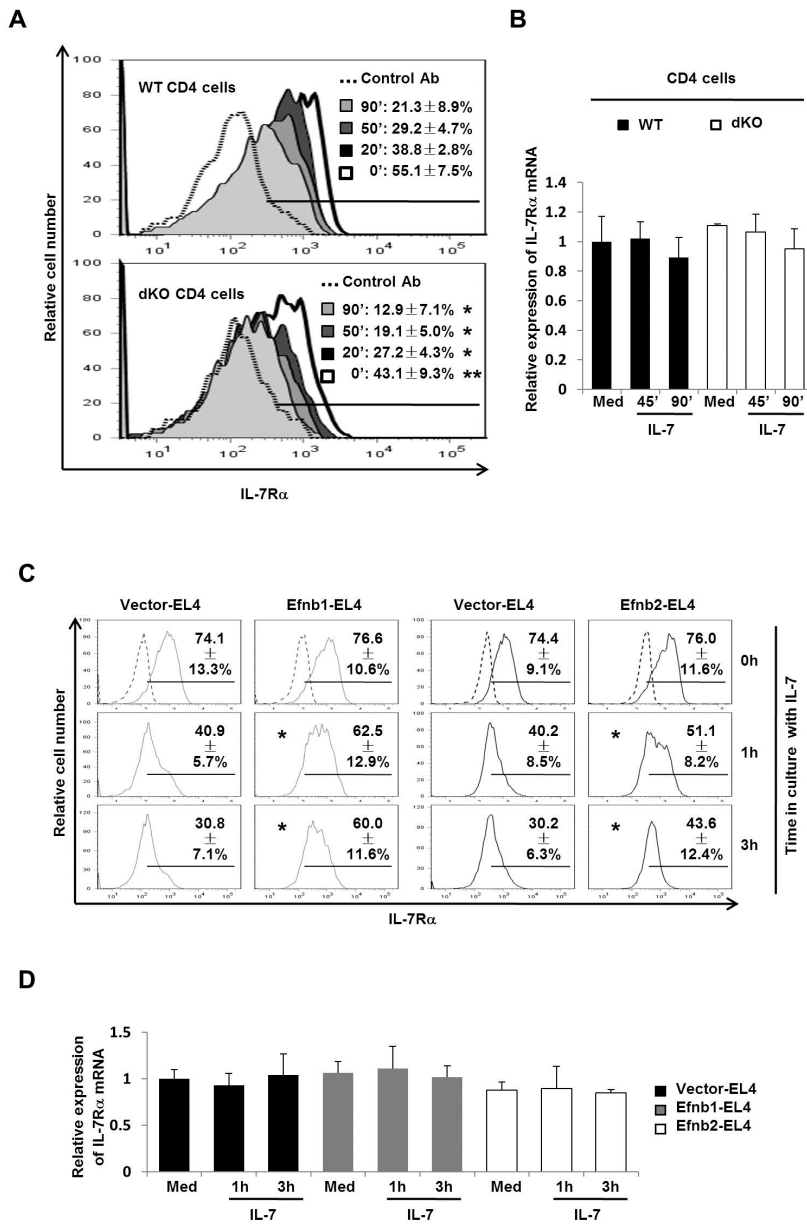 A
Relative cell number
100
80
60
40
20
0
WT CD4 cells
Control Ab
90’: 21.3±8.9%
50’: 29.2±4.7%
20’: 38.8±2.8%
0’: 55.1±7.5%
10¹ 10² 10³ 10⁴ 10⁵
100
80
60
40
20
0
dKO CD4 cells
Control Ab
90’: 12.9±7.1% *
50’: 19.1±5.0% *
20’: 27.2±4.3% *
0’: 43.1±9.3% **
10¹ 10² 10³ 10⁴ 10⁵
IL-7Rα
B
CD4 cells
WT dKO
Relative expression of IL-7Rα mRNA
1.4
1.2
1
0.8
0.6
0.4
0.2
0
Med 45’ 90’ Med 45’ 90’
IL-7 IL-7
C
Vector-EL4 Efnb1-EL4 Vector-EL4 Efnb2-EL4
Relative cell number
Time in culture with IL-7
74.1 ± 13.3%
76.6 ± 10.6%
74.4 ± 9.1%
76.0 ± 11.6%
0h
40.9 ± 5.7%
* 62.5 ± 12.9%
40.2 ± 8.5%
* 51.1 ± 8.2%
1h
30.8 ± 7.1%
* 60.0 ± 11.6%
30.2 ± 6.3%
* 43.6 ± 12.4%
3h
IL-7Rα
D
Relative expression
of IL-7Rα mRNA
1.5
1
0.5
0
Med 1h 3h Med 1h 3h Med 1h 3h
IL-7 IL-7 IL-7
Vector-EL4
Efnb1-EL4
Efnb2-EL4